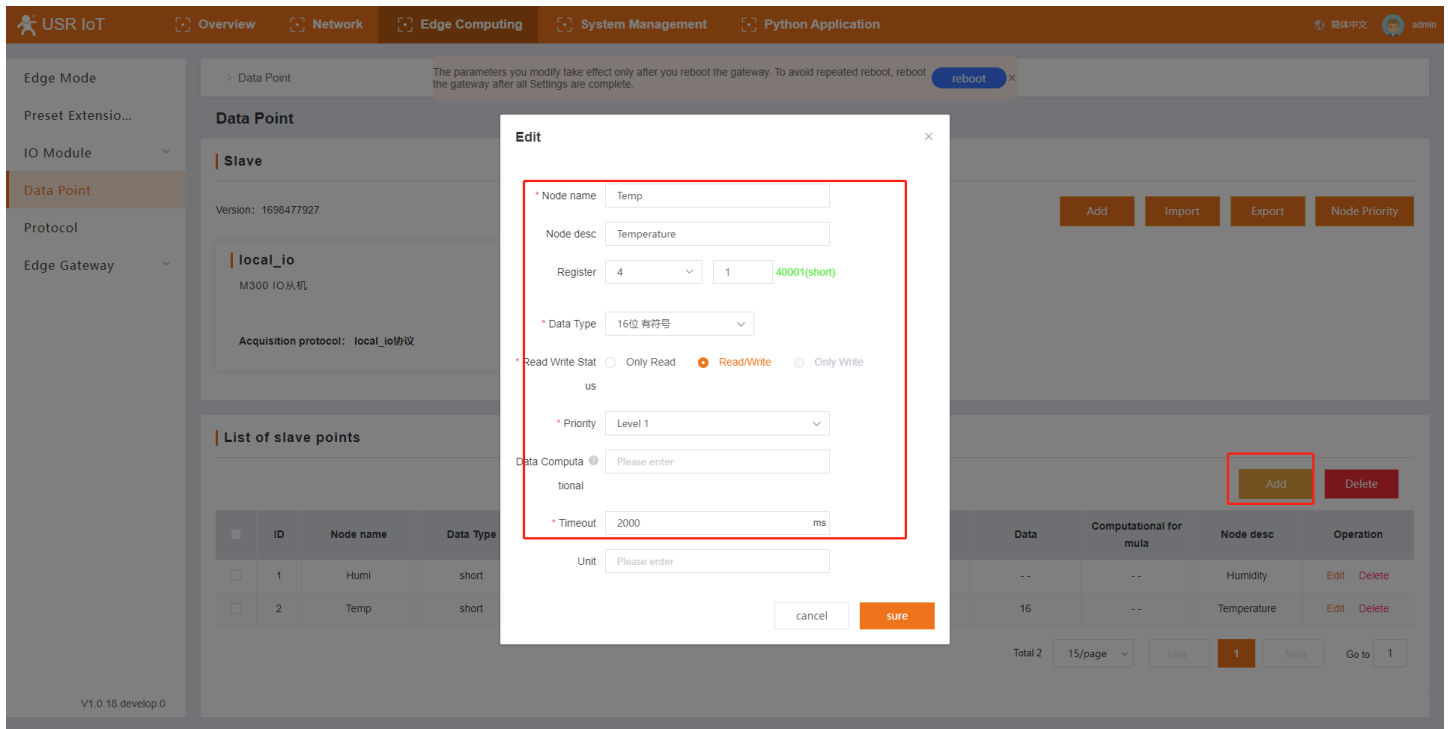 USR IoT
Overview
Network
Edge Computing
System Management
Python Application
简体中文
admin
Edge Mode
Preset Extensio...
IO Module
Data Point
Protocol
Edge Gateway
V1.0.18.develop.0
Data Point
The parameters you modify take effect only after you reboot the gateway. To avoid repeated reboot, reboot
the gateway after all Settings are complete.
reboot
Data Point
Slave
Version: 1698477927
Add
Import
Export
Node Priority
local_io
M300 IO从机
Acquisition protocol: local_io协议
Edit
* Node name
Temp
Node desc
Temperature
Register
4
1
40001(short)
* Data Type
16位 有符号
* Read Write Stat
us
Only Read
Read/Write
Only Write
* Priority
Level 1
Data Computa
tional
Please enter
* Timeout
2000
ms
Unit
Please enter
cancel
sure
List of slave points
Add
Delete
ID
Node name
Data Type
Data
Computational for
mula
Node desc
Operation
1
Humi
short
- -
- -
Humidity
Edit
Delete
2
Temp
short
16
- -
Temperature
Edit
Delete
Total 2
15/page
Last
1
Next
Go to
1